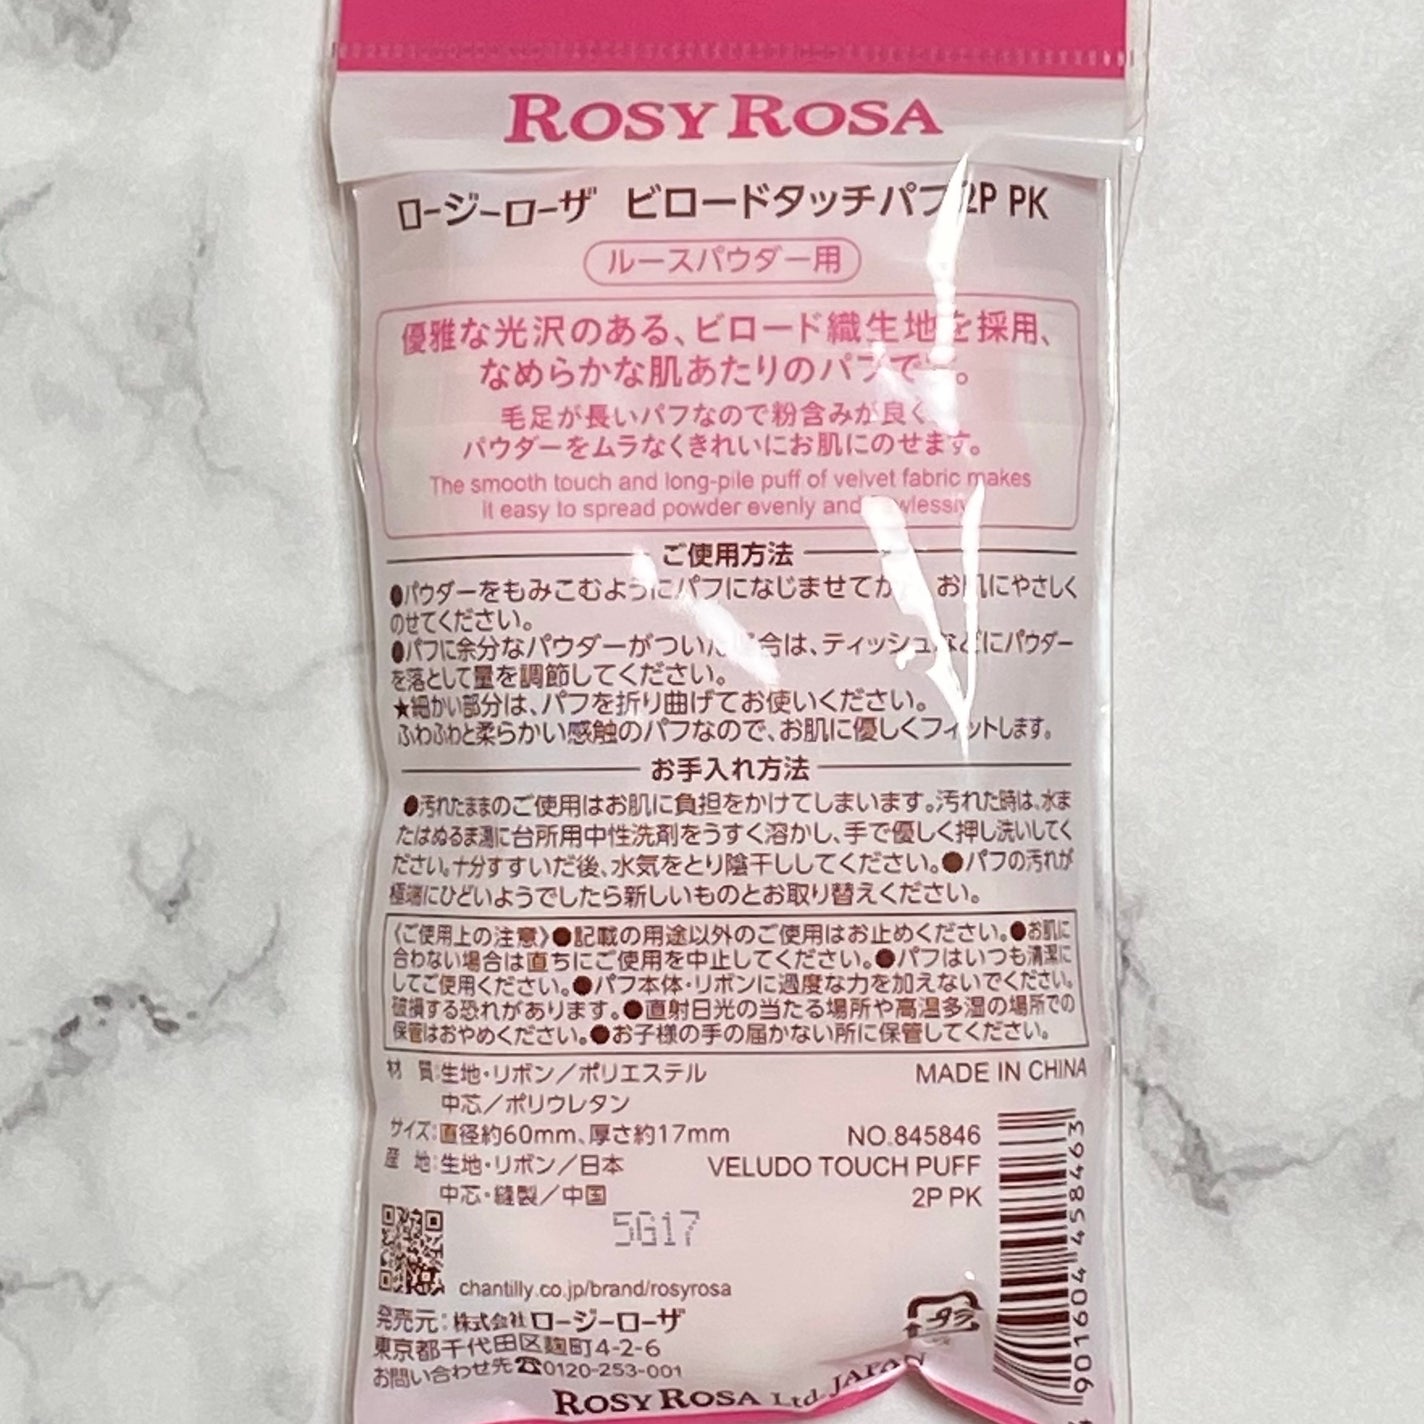 ROSY ROSA
ロージーローザ ビロードタッチパフ 2P PK
ルースパウダー用
優雅な光沢のある、ビロード織生地を採用、
なめらかな肌あたりのパフです。
毛足が長いパフなので粉含みが良く
パウダーをムラなくきれいにお肌にのせます。
The smooth touch and long-pile puff of velvet fabric makes
it easy to spread powder evenly and
ご使用方法
●パウダーをもみこむようにパフになじませてから お肌にやさしく
のせてください。
●パフに余分なパウダーがついた場合は、ティッシュなどにパウダー
を落として量を調節してください。
★細かい部分は、パフを折り曲げてお使いください。
ふわふわと柔らかい感触のパフなので、お肌に優しくフィットします。
お手入れ方法
●汚れたままのご使用はお肌に負担をかけてしまいます。汚れた時は、水ま
たはぬるま湯に台所用中性洗剤をうすく溶かし、手で優しく押し洗いしてく
ださい。十分すすいだ後、水気をとり陰干ししてください。●パフの汚れが
極端にひどいようでしたら新しいものとお取り替えください。
《ご使用上の注意》●記載の用途以外のご使用はお止めください。●お肌に
合わない場合は直ちにご使用を中止してください。●パフはいつも清潔に
してご使用ください。●パフ本体・リボンに過度な力を加えないでください。
破損する恐れがあります。●直射日光の当たる場所や高温多湿の場所での
保管はおやめください。●お子様の手の届かない所に保管してください。
材 質:生地・リボン／ポリエステル
中芯／ポリウレタン
MADE IN CHINA
サイズ:直径約60mm、厚さ約17mm
産 地:生地・リボン／日本
中芯・縫製／中国
NO.845846
VELUDO TOUCH PUFF
2P PK
5G17
chantilly.co.jp/brand/rosyrosa
発売元:株式会社ロージーローザ
東京都千代田区麹町4-2-6
お問い合わせ先☎0120-253-001
プラ
901604 458463
ROSY ROSA Ltd. JAPAN